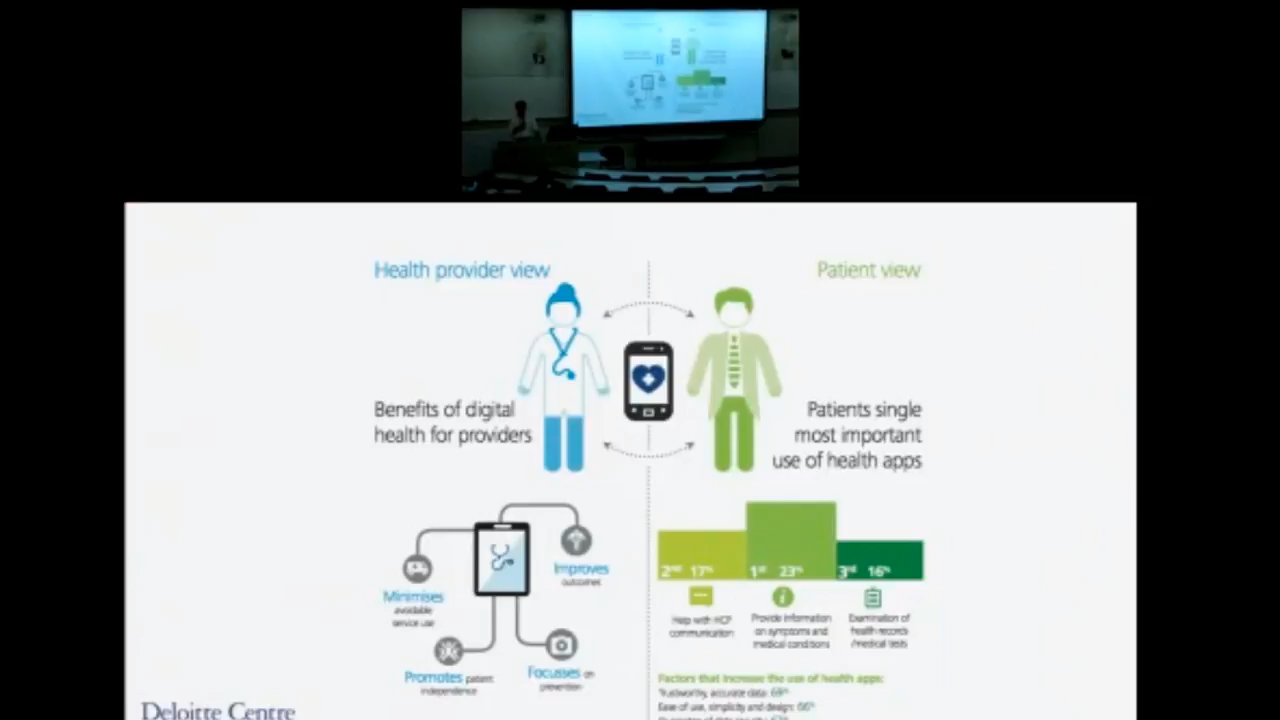 Health provider view
Patient view
Benefits of digital
health for providers
Patients single
most important
use of health apps
Improves
outcomes
Minimises
avoidable
service use
Promotes patient
independence
Focusses on
prevention
2nd 17%
1st 23%
3rd 16%
Help with HCP
communication
Provide information
on symptoms and
medical conditions
Examination of
health records
/medical tests
Factors that increase the use of health apps:
Trustworthy, accurate data: 69%
Ease of use, simplicity and design: 66%
Deloitte Centre